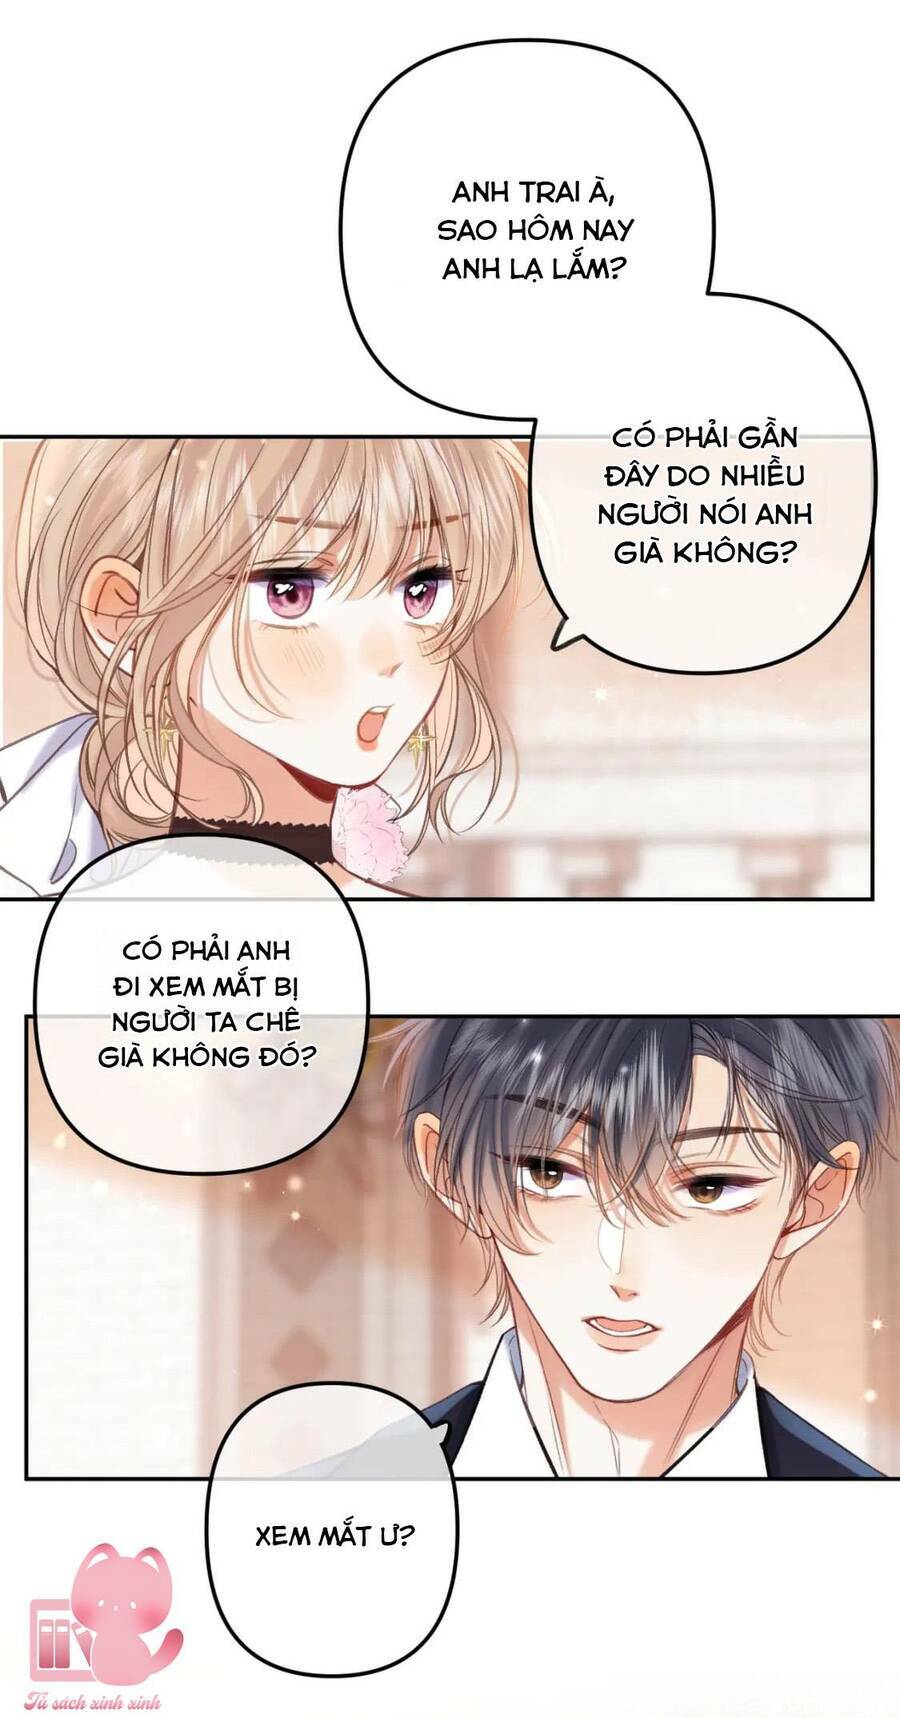 ANH TRAI À,
SAO HÔM NAY
ANH LẠ LẮM?
CÓ PHẢI GẦN
ĐÂY DO NHIỀU
NGƯỜI NÓI ANH
GIÀ KHÔNG?
CÓ PHẢI ANH
ĐI XEM MẮT BỊ
NGƯỜI TA CHÊ
GIÀ KHÔNG ĐÓ?
XEM MẮT Ư?
Tủ sách xinh xinh